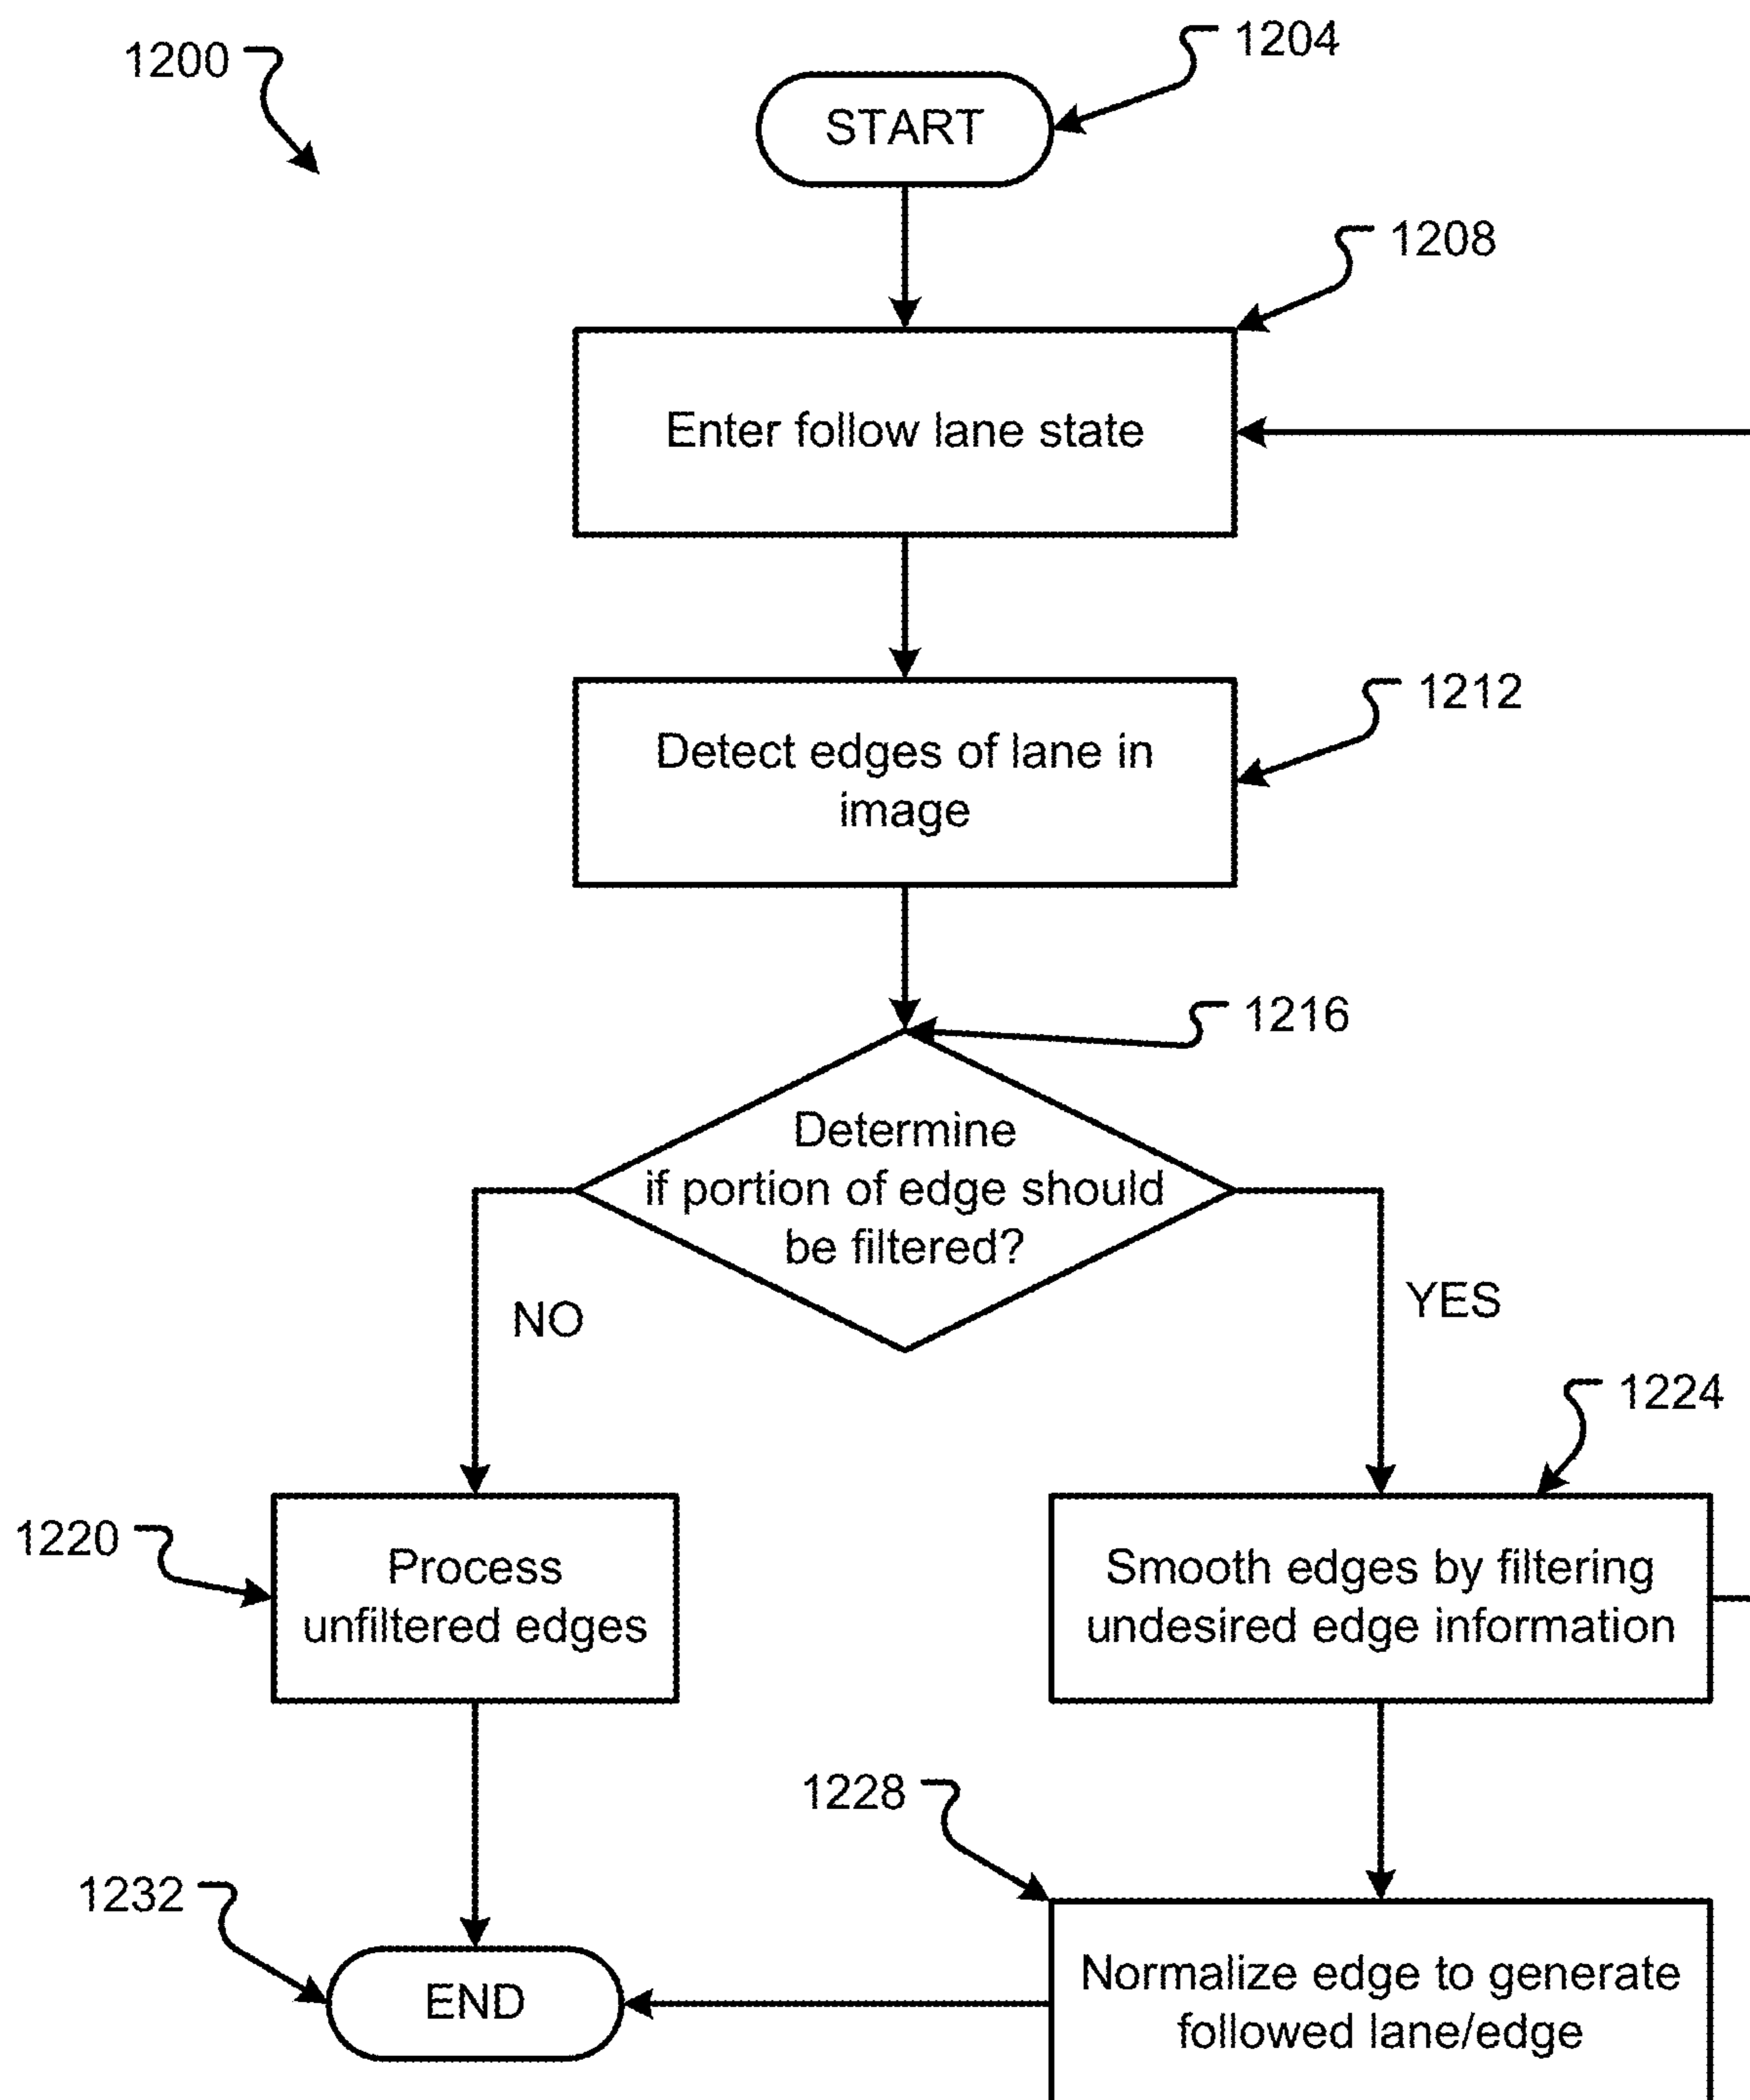 1200
1204
START
1208
Enter follow lane state
1212
Detect edges of lane in
image
1216
Determine
if portion of edge should
be filtered?
NO
YES
1224
1220
Process
unfiltered edges
Smooth edges by filtering
undesired edge information
1228
1232
END
Normalize edge to generate
followed lane/edge